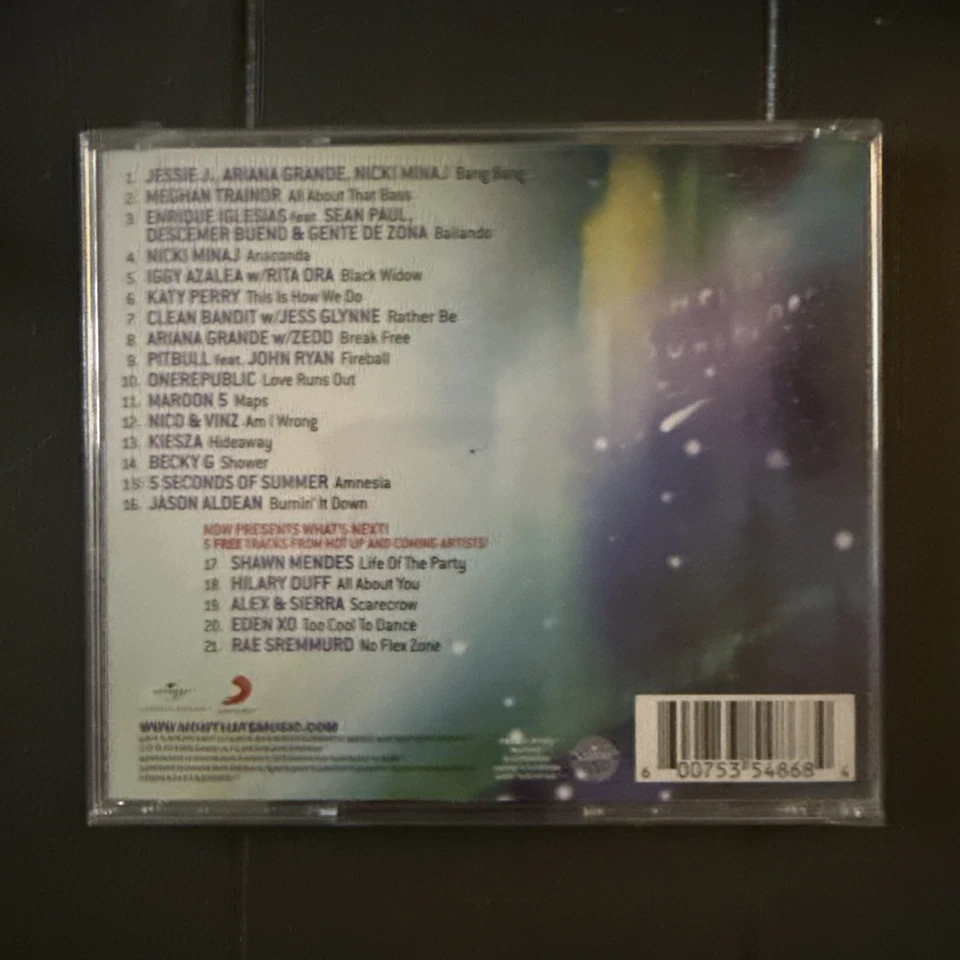 1. JESSIE J, ARIANA GRANDE, NICKI MINAJ Bang Bang
2. MEGHAN TRAINOR All About That Bass
3. ENRIQUE IGLESIAS feat. SEAN PAUL,
DESCEMER BUENO & GENTE DE ZONA Bailando
4. NICKI MINAJ Anaconda
5. IGGY AZALEA w/RITA ORA Black Widow
6. KATY PERRY This Is How We Do
7. CLEAN BANDIT w/JESS GLYNNE Rather Be
8. ARIANA GRANDE w/ZEDD Break Free
9. PITBULL feat. JOHN RYAN Fireball
10. ONEREPUBLIC Love Runs Out
11. MAROON 5 Maps
12. NICO & VINZ Am I Wrong
13. KIESZA Hideaway
14. BECKY G Shower
15. 5 SECONDS OF SUMMER Amnesia
16. JASON ALDEAN Burnin' It Down
NOW PRESENTS WHAT'S NEXT!
5 FREE TRACKS FROM HOT UP AND COMING ARTISTS!
17. SHAWN MENDES Life Of The Party
18. HILARY DUFF All About You
19. ALEX & SIERRA Scarecrow
20. EDEN XO Too Cool To Dance
21. RAE SREMMURD No Flex Zone
WWW.NOWTHATSMUSIC.COM
6 00753 54868 4